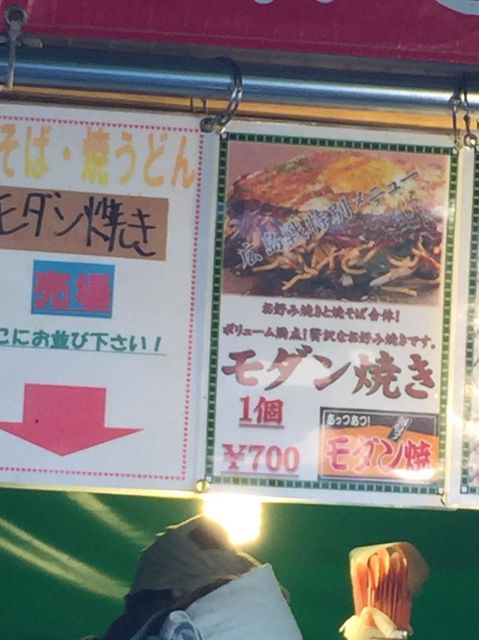 そば・焼うどん
モダン焼き
売場
こにお並び下さい！
広島戦特別メニュー
お好み焼きと焼そば合体！
ボリューム満点！贅沢なお好み焼きです。
モダン焼き
1個
¥700
あっつあつ！
モダン焼